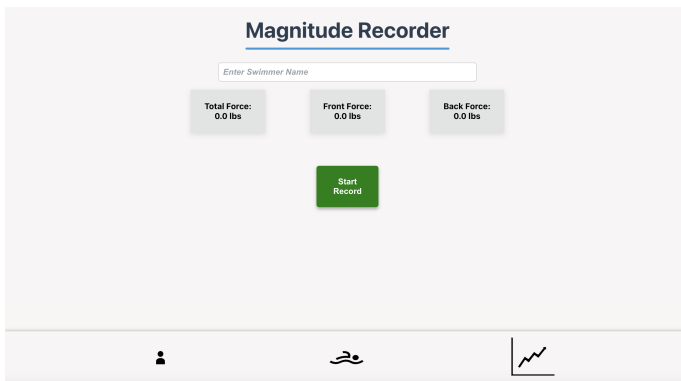 Magnitude Recorder
Enter Swimmer Name
Total Force:
0.0 lbs
Front Force:
0.0 lbs
Back Force:
0.0 lbs
Start
Record